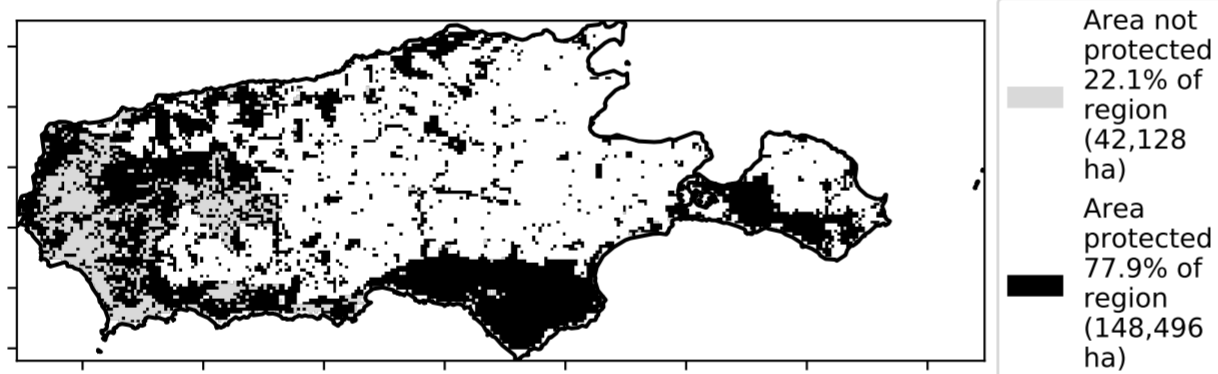 Area not
protected
22.1% of
region
(42,128
ha)
Area
protected
77.9% of
region
(148,496
ha)